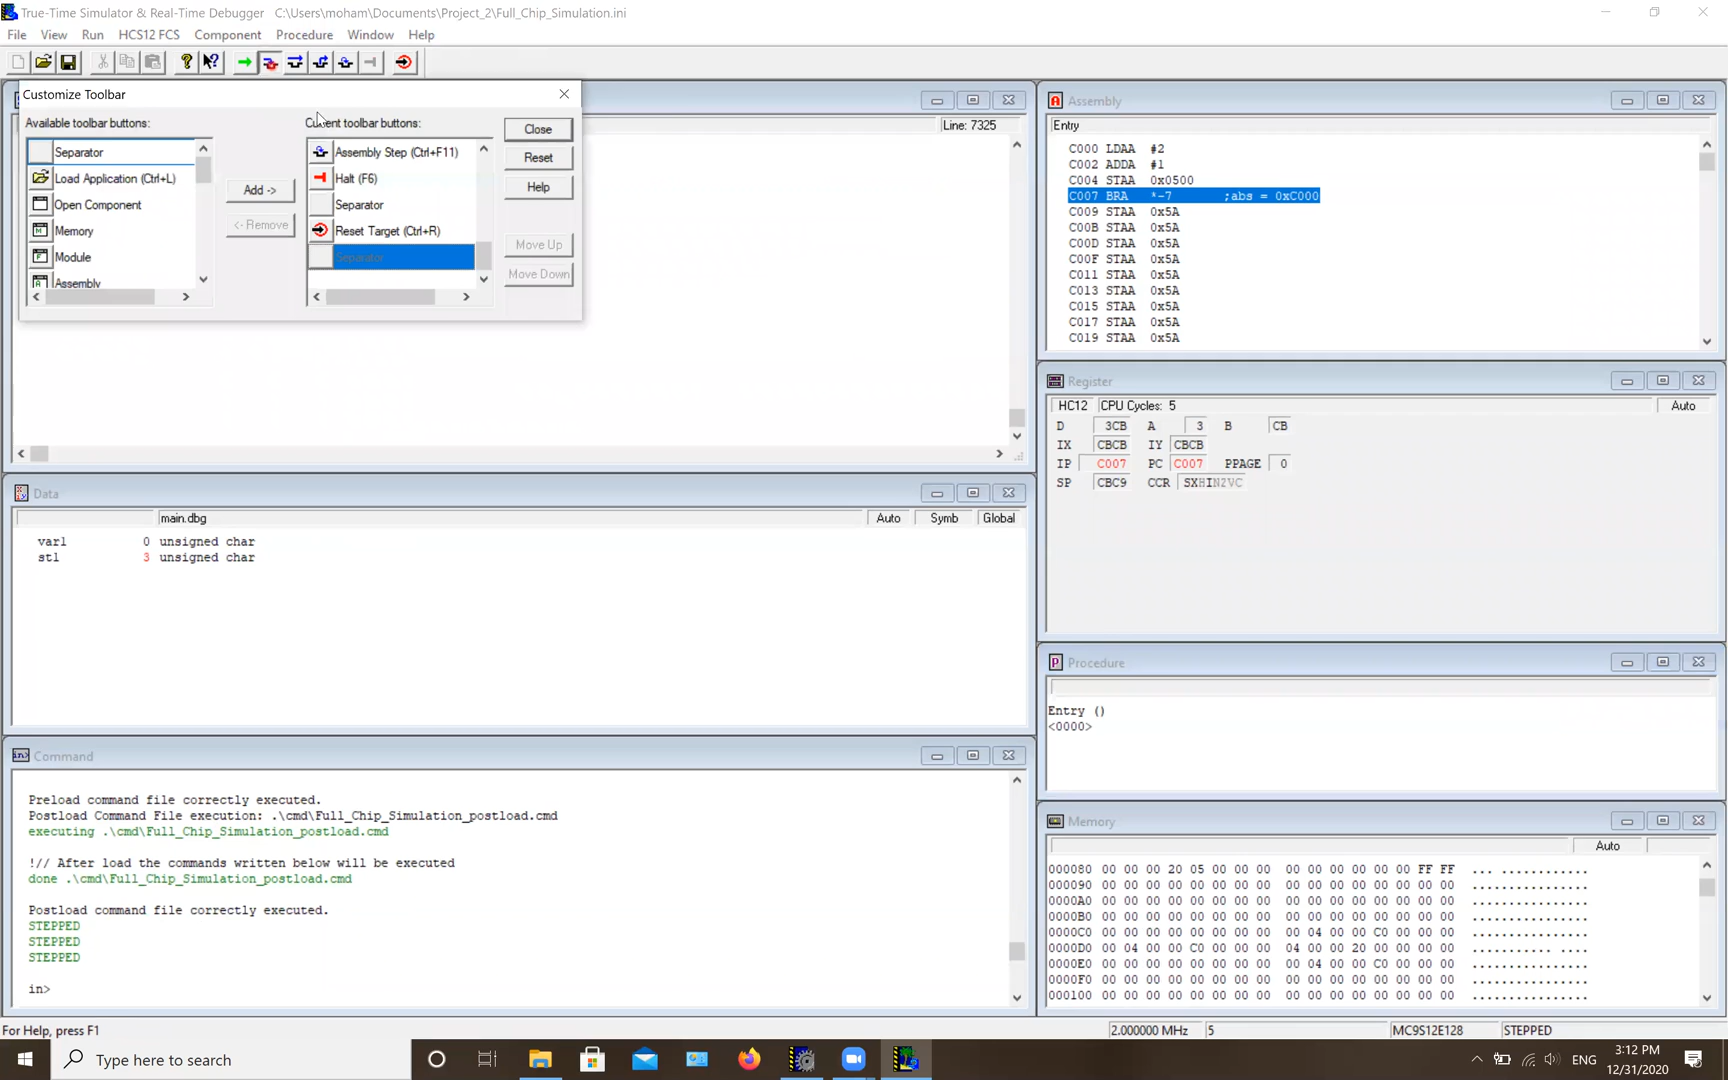 True-Time Simulator & Real-Time Debugger C:\Users\moham\Documents\Project_2\Full_Chip_Simulation.ini
File View Run HCS12 FCS Component Procedure Window Help
Customize Toolbar
Available toolbar buttons:
Separator
Load Application (Ctrl+L)
Open Component
Memory
Module
Assembly
Add ->
<- Remove
Current toolbar buttons:
Assembly Step (Ctrl+F11)
Halt (F6)
Separator
Reset Target (Ctrl+R)
Separator
Close
Reset
Help
Move Up
Move Down
Line: 7325
Assembly
Entry
C000 LDAA #2
C002 ADDA #1
C004 STAA 0x0500
C007 BRA *-7 ;abs = 0xC000
C009 STAA 0x5A
C00B STAA 0x5A
C00D STAA 0x5A
C00F STAA 0x5A
C011 STAA 0x5A
C013 STAA 0x5A
C015 STAA 0x5A
C017 STAA 0x5A
C019 STAA 0x5A
Register
HC12 CPU Cycles: 5 Auto
D 3CB A 3 B CB
IX CBCB IY CBCB
IP C007 PC C007 PPAGE 0
SP CBC9 CCR SXHINZVC
Data
main.dbg Auto Symb Global
var1 0 unsigned char
st1 3 unsigned char
Procedure
Entry ()
<0000>
Command
Preload command file correctly executed.
Postload Command File execution: .\cmd\Full_Chip_Simulation_postload.cmd
executing .\cmd\Full_Chip_Simulation_postload.cmd
!// After load the commands written below will be executed
done .\cmd\Full_Chip_Simulation_postload.cmd
Postload command file correctly executed.
STEPPED
STEPPED
STEPPED
in>
Memory
Auto
000080 00 00 00 20 05 00 00 00 00 00 00 00 00 00 FF FF ... ............
000090 00 00 00 00 00 00 00 00 00 00 00 00 00 00 00 00 ................
0000A0 00 00 00 00 00 00 00 00 00 00 00 00 00 00 00 00 ................
0000B0 00 00 00 00 00 00 00 00 00 00 00 00 00 00 00 00 ................
0000C0 00 00 00 00 00 00 00 00 00 04 00 00 C0 00 00 00 ................
0000D0 00 04 00 00 C0 00 00 00 04 00 00 20 00 00 00 00 ........... ....
0000E0 00 00 00 00 00 00 00 00 00 04 00 00 C0 00 00 00 ................
0000F0 00 00 00 00 00 00 00 00 00 00 00 00 00 00 00 00 ................
000100 00 00 00 00 00 00 00 00 00 00 00 00 00 00 00 00 ................
For Help, press F1 2.000000 MHz 5 MC9S12E128 STEPPED
Type here to search
ENG
3:12 PM
12/31/2020